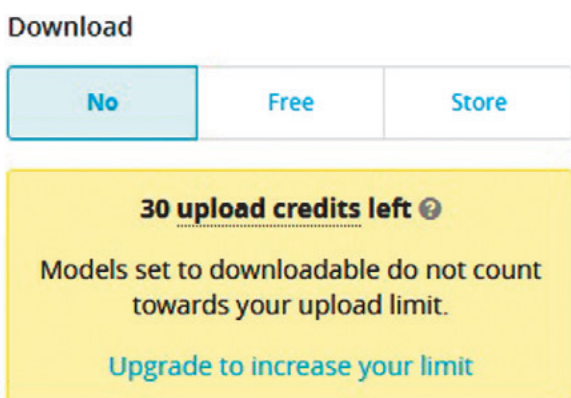 Download
No
Free
Store
30 upload credits left ?
Models set to downloadable do not count
towards your upload limit.
Upgrade to increase your limit